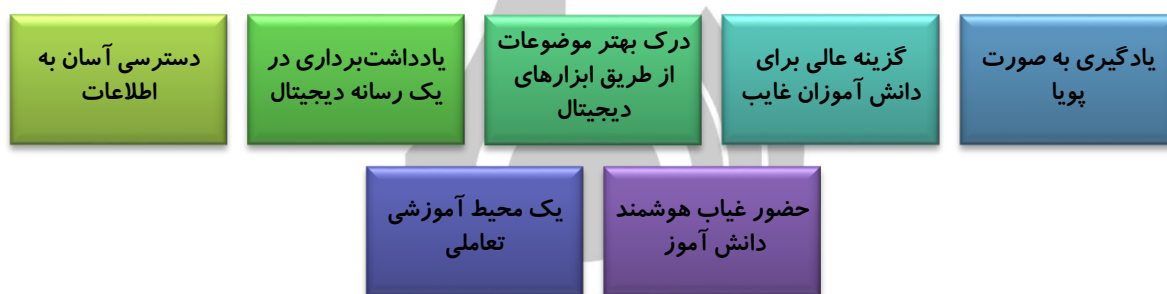 یادگیری به صورت
پویا
گزینه عالی برای
دانش آموزان غایب
درک بهتر موضوعات
از طریق ابزارهای
دیجیتال
یادداشت‌برداری در
یک رسانه دیجیتال
دسترسی آسان به
اطلاعات
حضور غیاب هوشمند
دانش آموز
یک محیط آموزشی
تعاملی